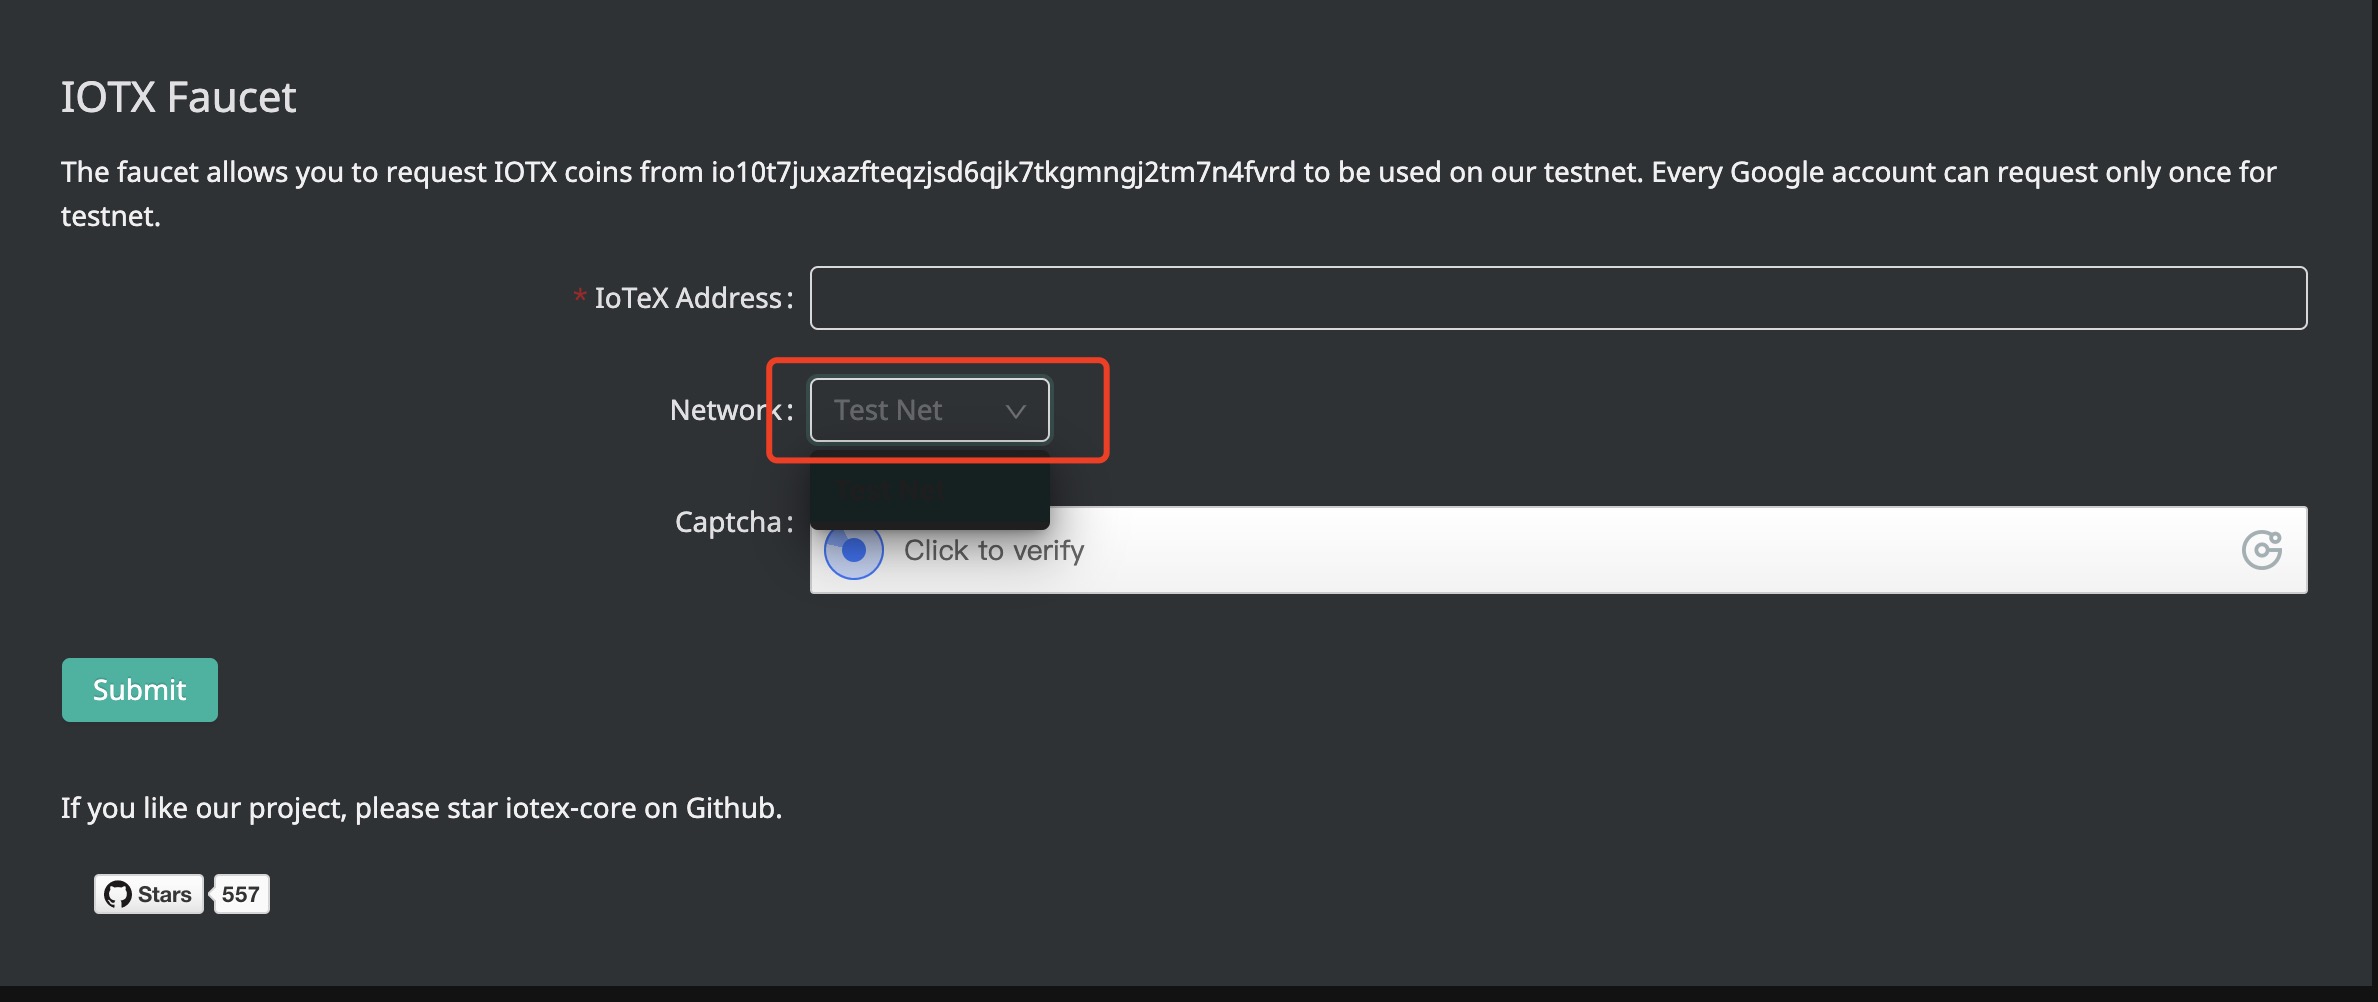 IOTX Faucet
The faucet allows you to request IOTX coins from io10t7juxazfteqzjsd6qjk7tkgmngj2tm7n4fvrd to be used on our testnet. Every Google account can request only once for
testnet.
* IoTeX Address:
Network: Test Net
Test Net
Captcha: Click to verify
Submit
If you like our project, please star iotex-core on Github.
Stars 557